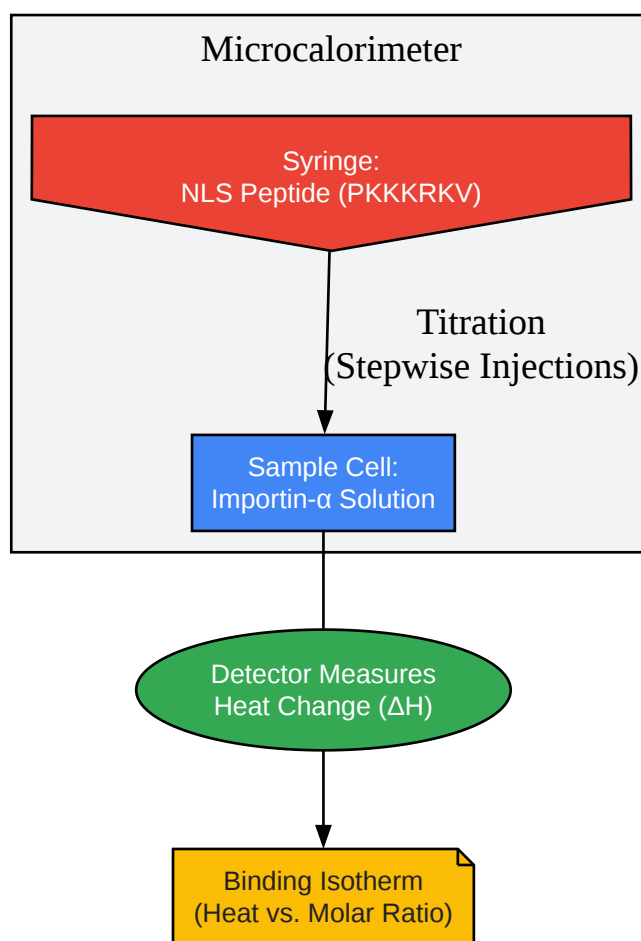 Microcalorimeter
Syringe:
NLS Peptide (PKKKRKV)
Titration
(Stepwise Injections)
Sample Cell:
Importin-α Solution
Detector Measures
Heat Change (ΔH)
Binding Isotherm
(Heat vs. Molar Ratio)